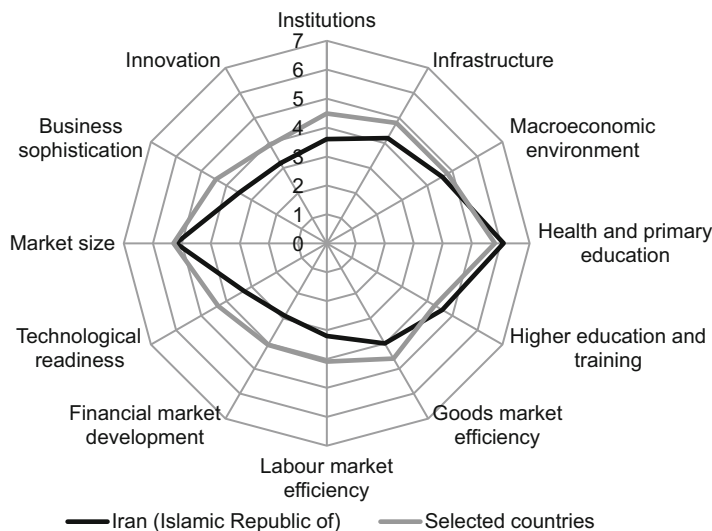 Institutions
7
6
5
4
3
2
1
0
Infrastructure
Macroeconomic
environment
Health and primary
education
Higher education and
training
Goods market
efficiency
Labour market
efficiency
Financial market
development
Technological
readiness
Market size
Business
sophistication
Innovation
Iran (Islamic Republic of)
Selected countries